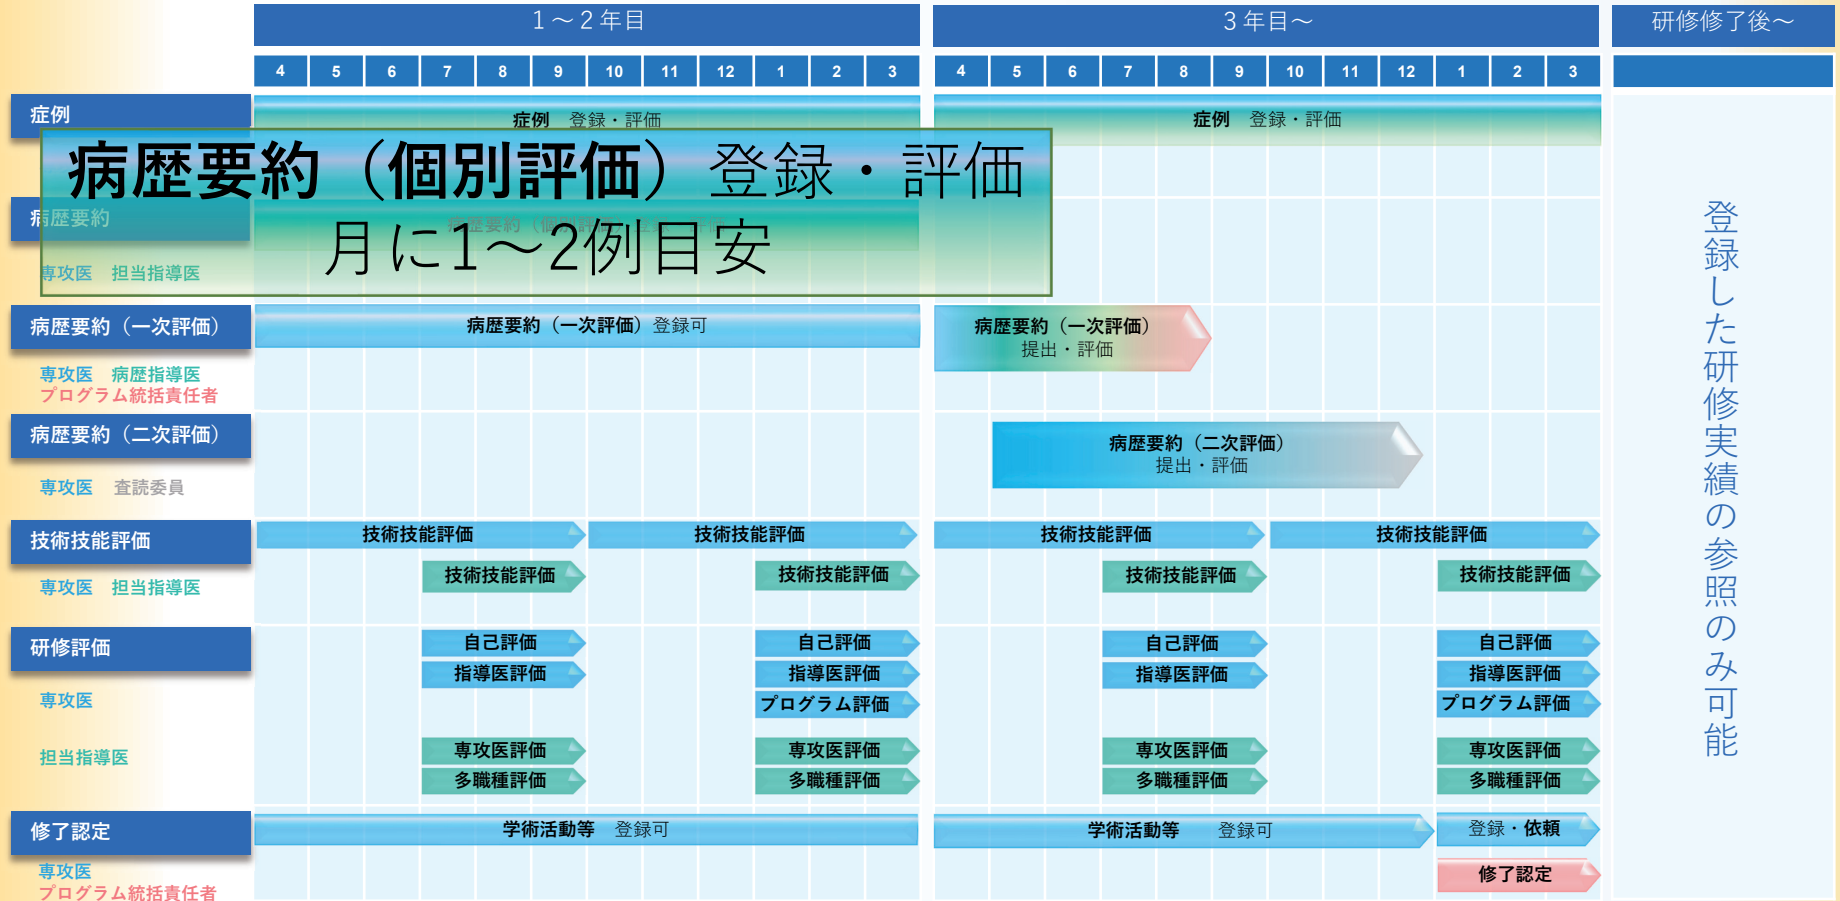 1～2年目
3年目～
研修修了後～
4 5 6 7 8 9 10 11 12 1 2 3
4 5 6 7 8 9 10 11 12 1 2 3
症例
症例 登録・評価
症例 登録・評価
病歴要約（個別評価）登録・評価
月に1～2例目安
病歴要約
病歴要約（個別評価）登録・評価
専攻医 担当指導医
病歴要約（一次評価）
病歴要約（一次評価）登録可
病歴要約（一次評価）
提出・評価
専攻医 病歴指導医
プログラム統括責任者
病歴要約（二次評価）
病歴要約（二次評価）
提出・評価
専攻医 査読委員
技術技能評価
技術技能評価 技術技能評価 技術技能評価 技術技能評価
技術技能評価 技術技能評価 技術技能評価 技術技能評価
専攻医 担当指導医
研修評価
自己評価 自己評価 自己評価 自己評価
指導医評価 指導医評価 指導医評価 指導医評価
専攻医
プログラム評価 プログラム評価
担当指導医
専攻医評価 専攻医評価 専攻医評価 専攻医評価
多職種評価 多職種評価 多職種評価 多職種評価
修了認定
学術活動等 登録可
学術活動等 登録可
登録・依頼
専攻医
プログラム統括責任者
修了認定
登録した研修実績の参照のみ可能